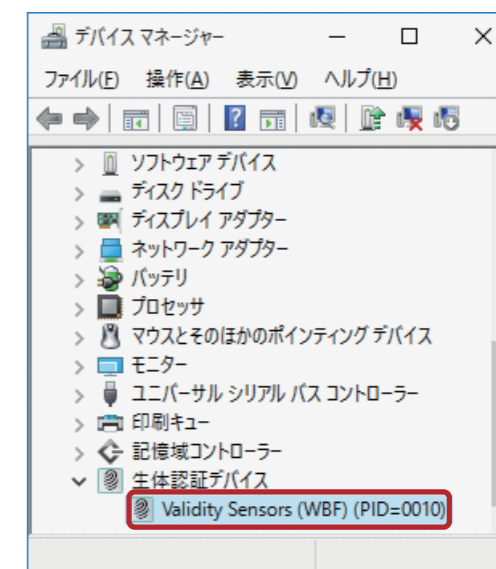 デバイス マネージャー
ファイル(F) 操作(A) 表示(V) ヘルプ(H)
ソフトウェア デバイス
ディスク ドライブ
ディスプレイ アダプター
ネットワーク アダプター
バッテリ
プロセッサ
マウスとそのほかのポインティング デバイス
モニター
ユニバーサル シリアル バス コントローラー
印刷キュー
記憶域コントローラー
生体認証デバイス
Validity Sensors (WBF) (PID=0010)